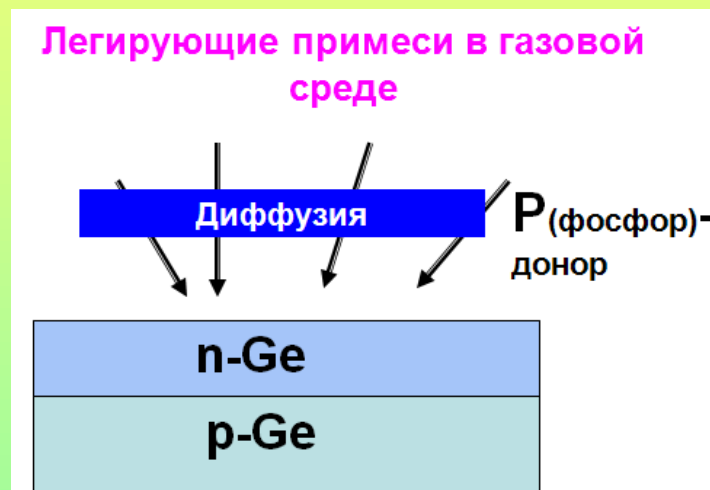 Легирующие примеси в газовой
среде
Диффузия
P(фосфор)-
донор
n-Ge
p-Ge